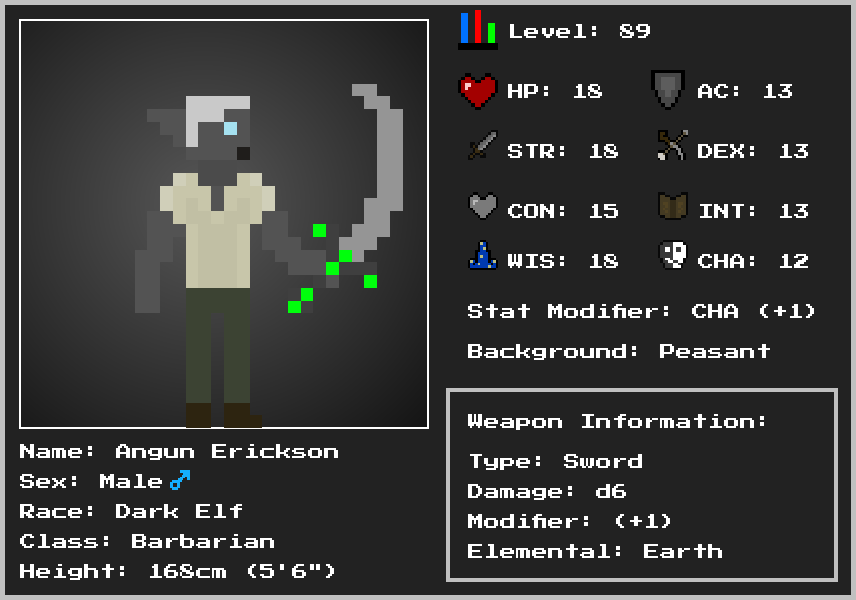 Level: 89
HP: 18 AC: 13
STR: 18 DEX: 13
CON: 15 INT: 13
WIS: 18 CHA: 12
Stat Modifier: CHA (+1)
Background: Peasant
Weapon Information:
Type: Sword
Damage: d6
Modifier: (+1)
Elemental: Earth
Name: Angun Erickson
Sex: Male ♂
Race: Dark Elf
Class: Barbarian
Height: 168cm (5'6")